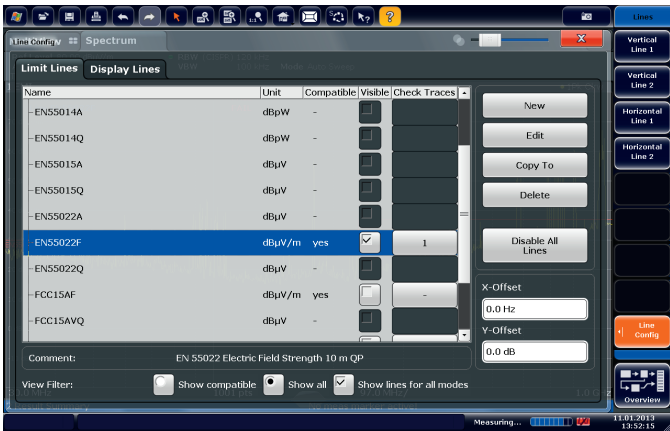 Lines
Line Config
Spectrum
X
Vertical Line 1
Vertical Line 2
Horizontal Line 1
Horizontal Line 2
Limit Lines Display Lines
Name Unit Compatible Visible Check Traces
EN55014A dBpW -
EN55014Q dBpW -
EN55015A dBµV -
EN55015Q dBµV -
EN55022A dBµV -
EN55022F dBµV/m yes 1
EN55022Q dBµV -
FCC15AF dBµV/m yes -
FCC15AVQ dBµV -
New
Edit
Copy To
Delete
Disable All Lines
X-Offset
0.0 Hz
Y-Offset
0.0 dB
Comment: EN 55022 Electric Field Strength 10 m QP
View Filter: Show compatible Show all Show lines for all modes
1001 pts
Line Config
Overview
Measuring...
11.01.2013
13:52:15